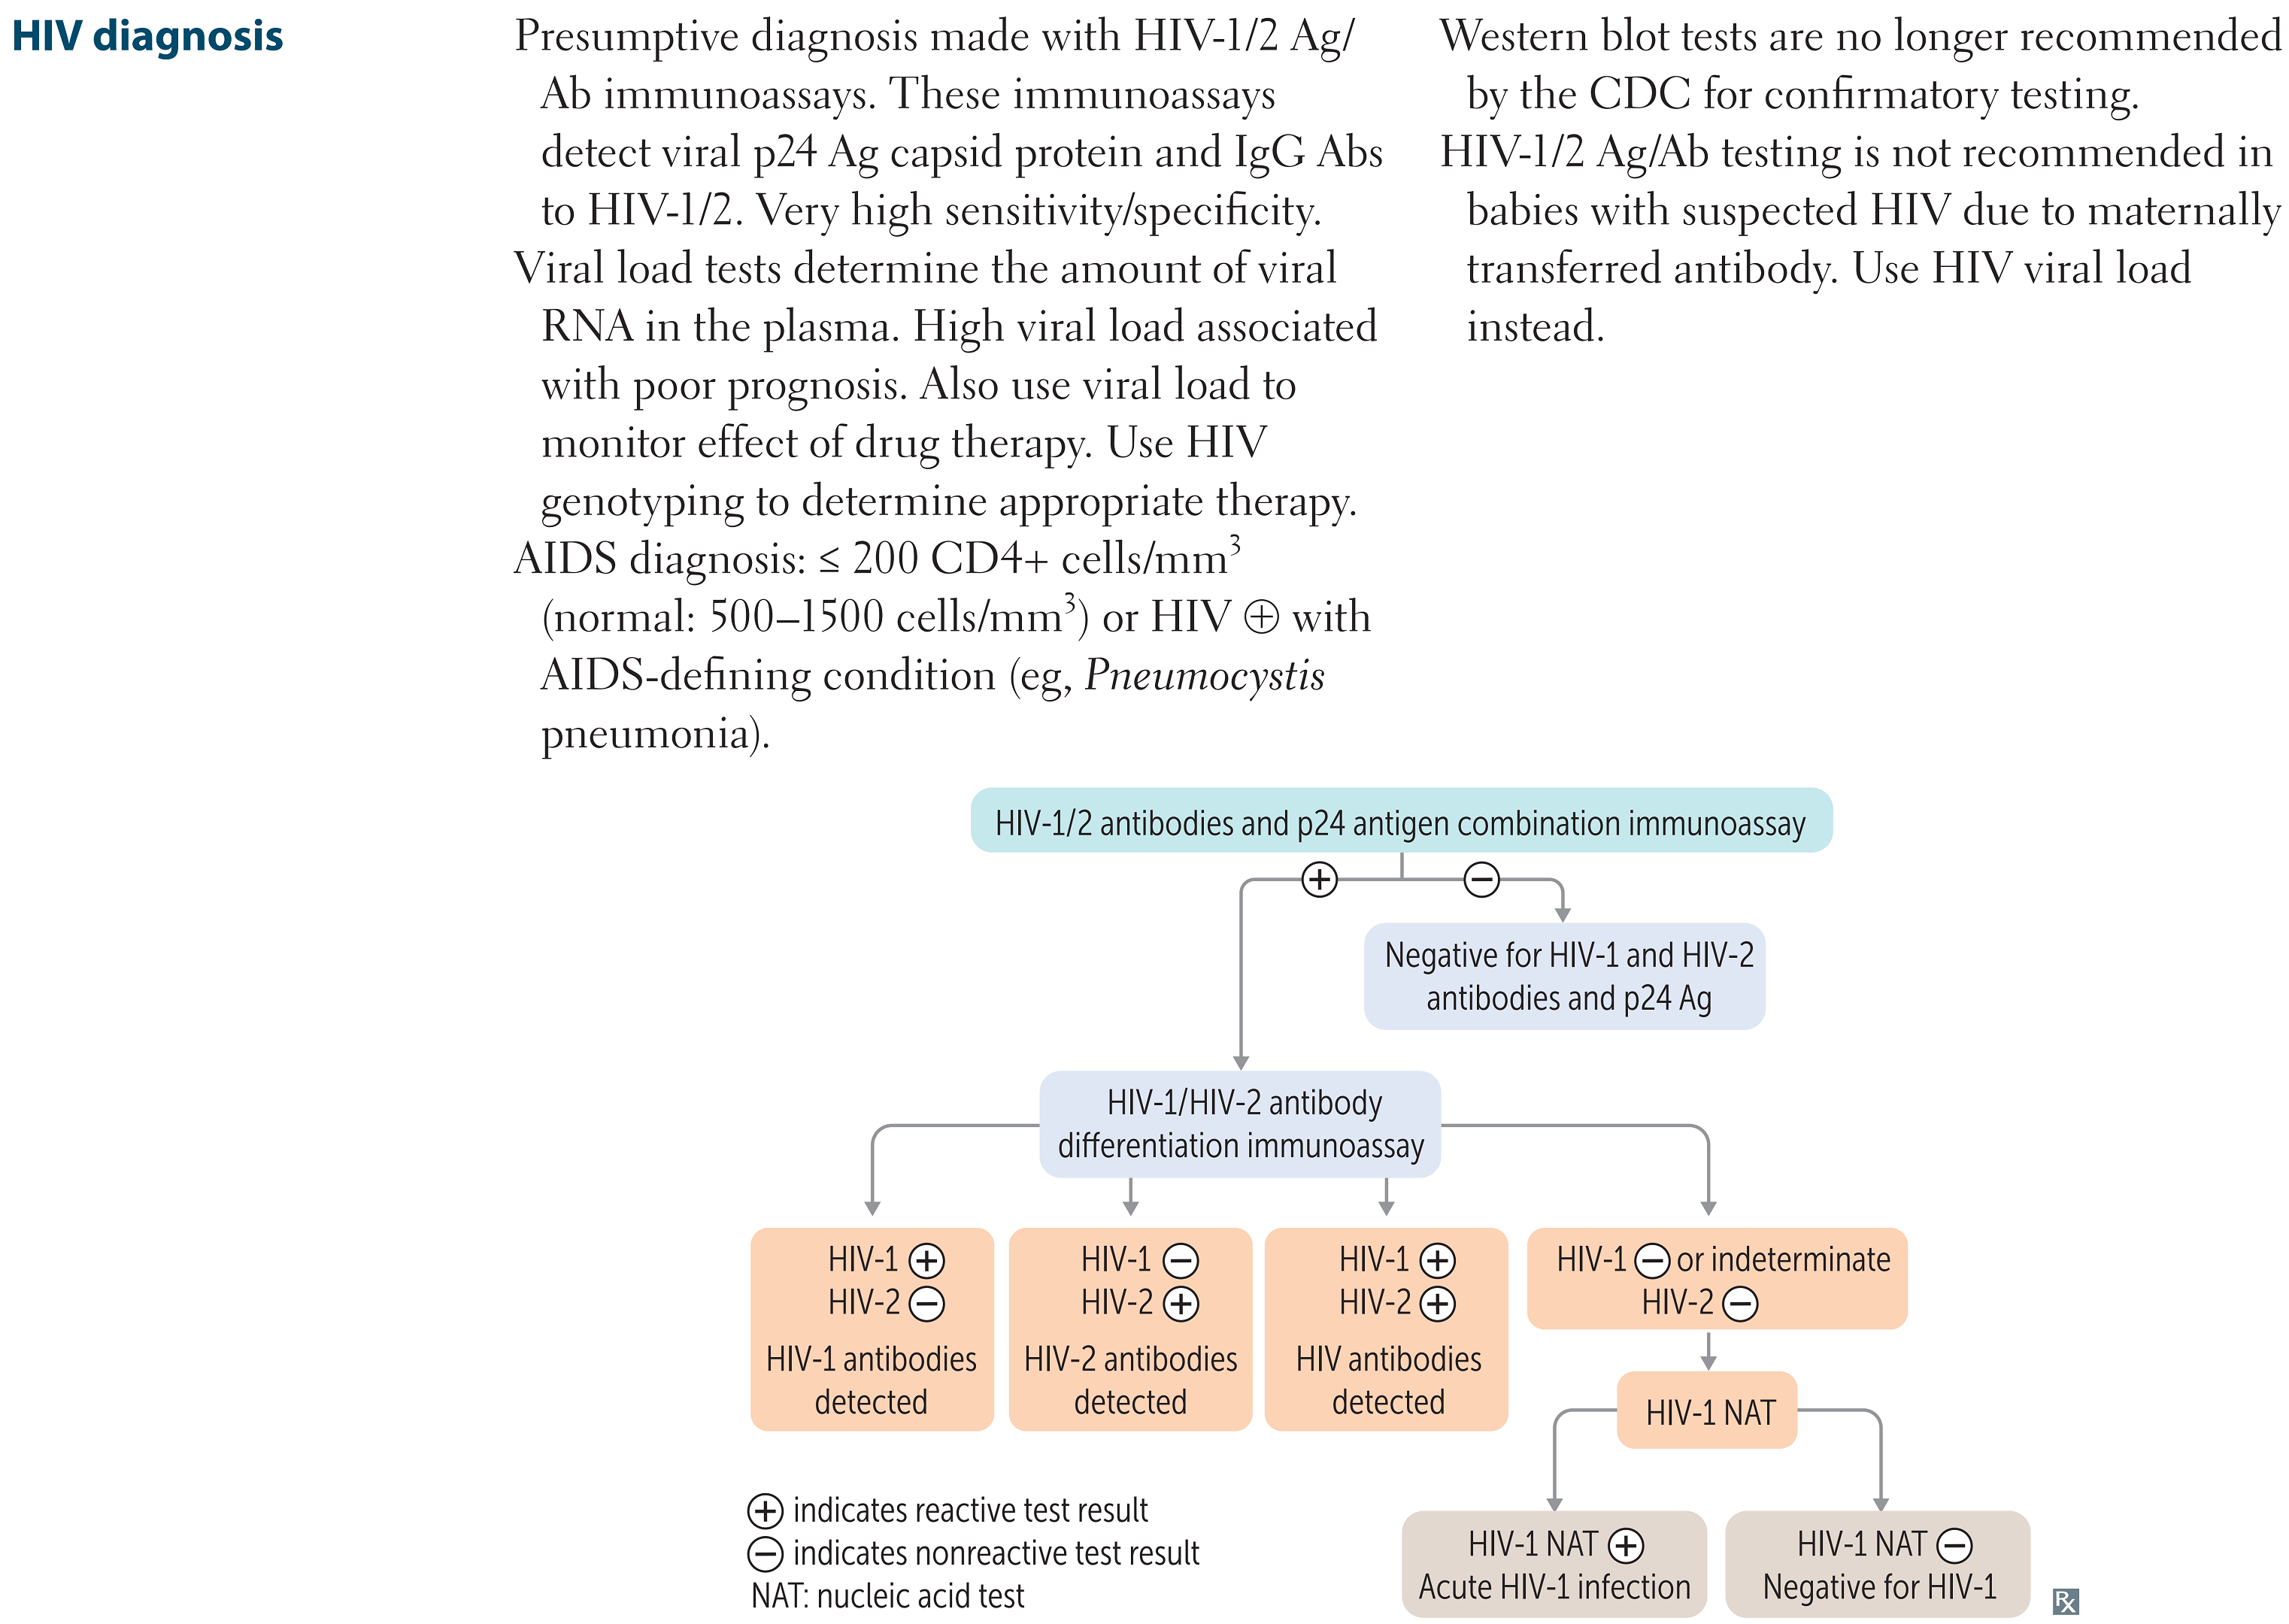 HIV diagnosis
Presumptive diagnosis made with HIV-1/2 Ag/
Ab immunoassays. These immunoassays
detect viral p24 Ag capsid protein and IgG Abs
to HIV-1/2. Very high sensitivity/specificity.
Viral load tests determine the amount of viral
RNA in the plasma. High viral load associated
with poor prognosis. Also use viral load to
monitor effect of drug therapy. Use HIV
genotyping to determine appropriate therapy.
AIDS diagnosis: ≤ 200 CD4+ cells/mm³
(normal: 500–1500 cells/mm³) or HIV ⊕ with
AIDS-defining condition (eg, Pneumocystis
pneumonia).
Western blot tests are no longer recommended
by the CDC for confirmatory testing.
HIV-1/2 Ag/Ab testing is not recommended in
babies with suspected HIV due to maternally
transferred antibody. Use HIV viral load
instead.
HIV-1/2 antibodies and p24 antigen combination immunoassay
⊕ ⊖
Negative for HIV-1 and HIV-2
antibodies and p24 Ag
HIV-1/HIV-2 antibody
differentiation immunoassay
HIV-1 ⊕
HIV-2 ⊖
HIV-1 antibodies
detected
HIV-1 ⊖
HIV-2 ⊕
HIV-2 antibodies
detected
HIV-1 ⊕
HIV-2 ⊕
HIV antibodies
detected
HIV-1 ⊖ or indeterminate
HIV-2 ⊖
HIV-1 NAT
HIV-1 NAT ⊕
Acute HIV-1 infection
HIV-1 NAT ⊖
Negative for HIV-1
⊕ indicates reactive test result
⊖ indicates nonreactive test result
NAT: nucleic acid test
Rx